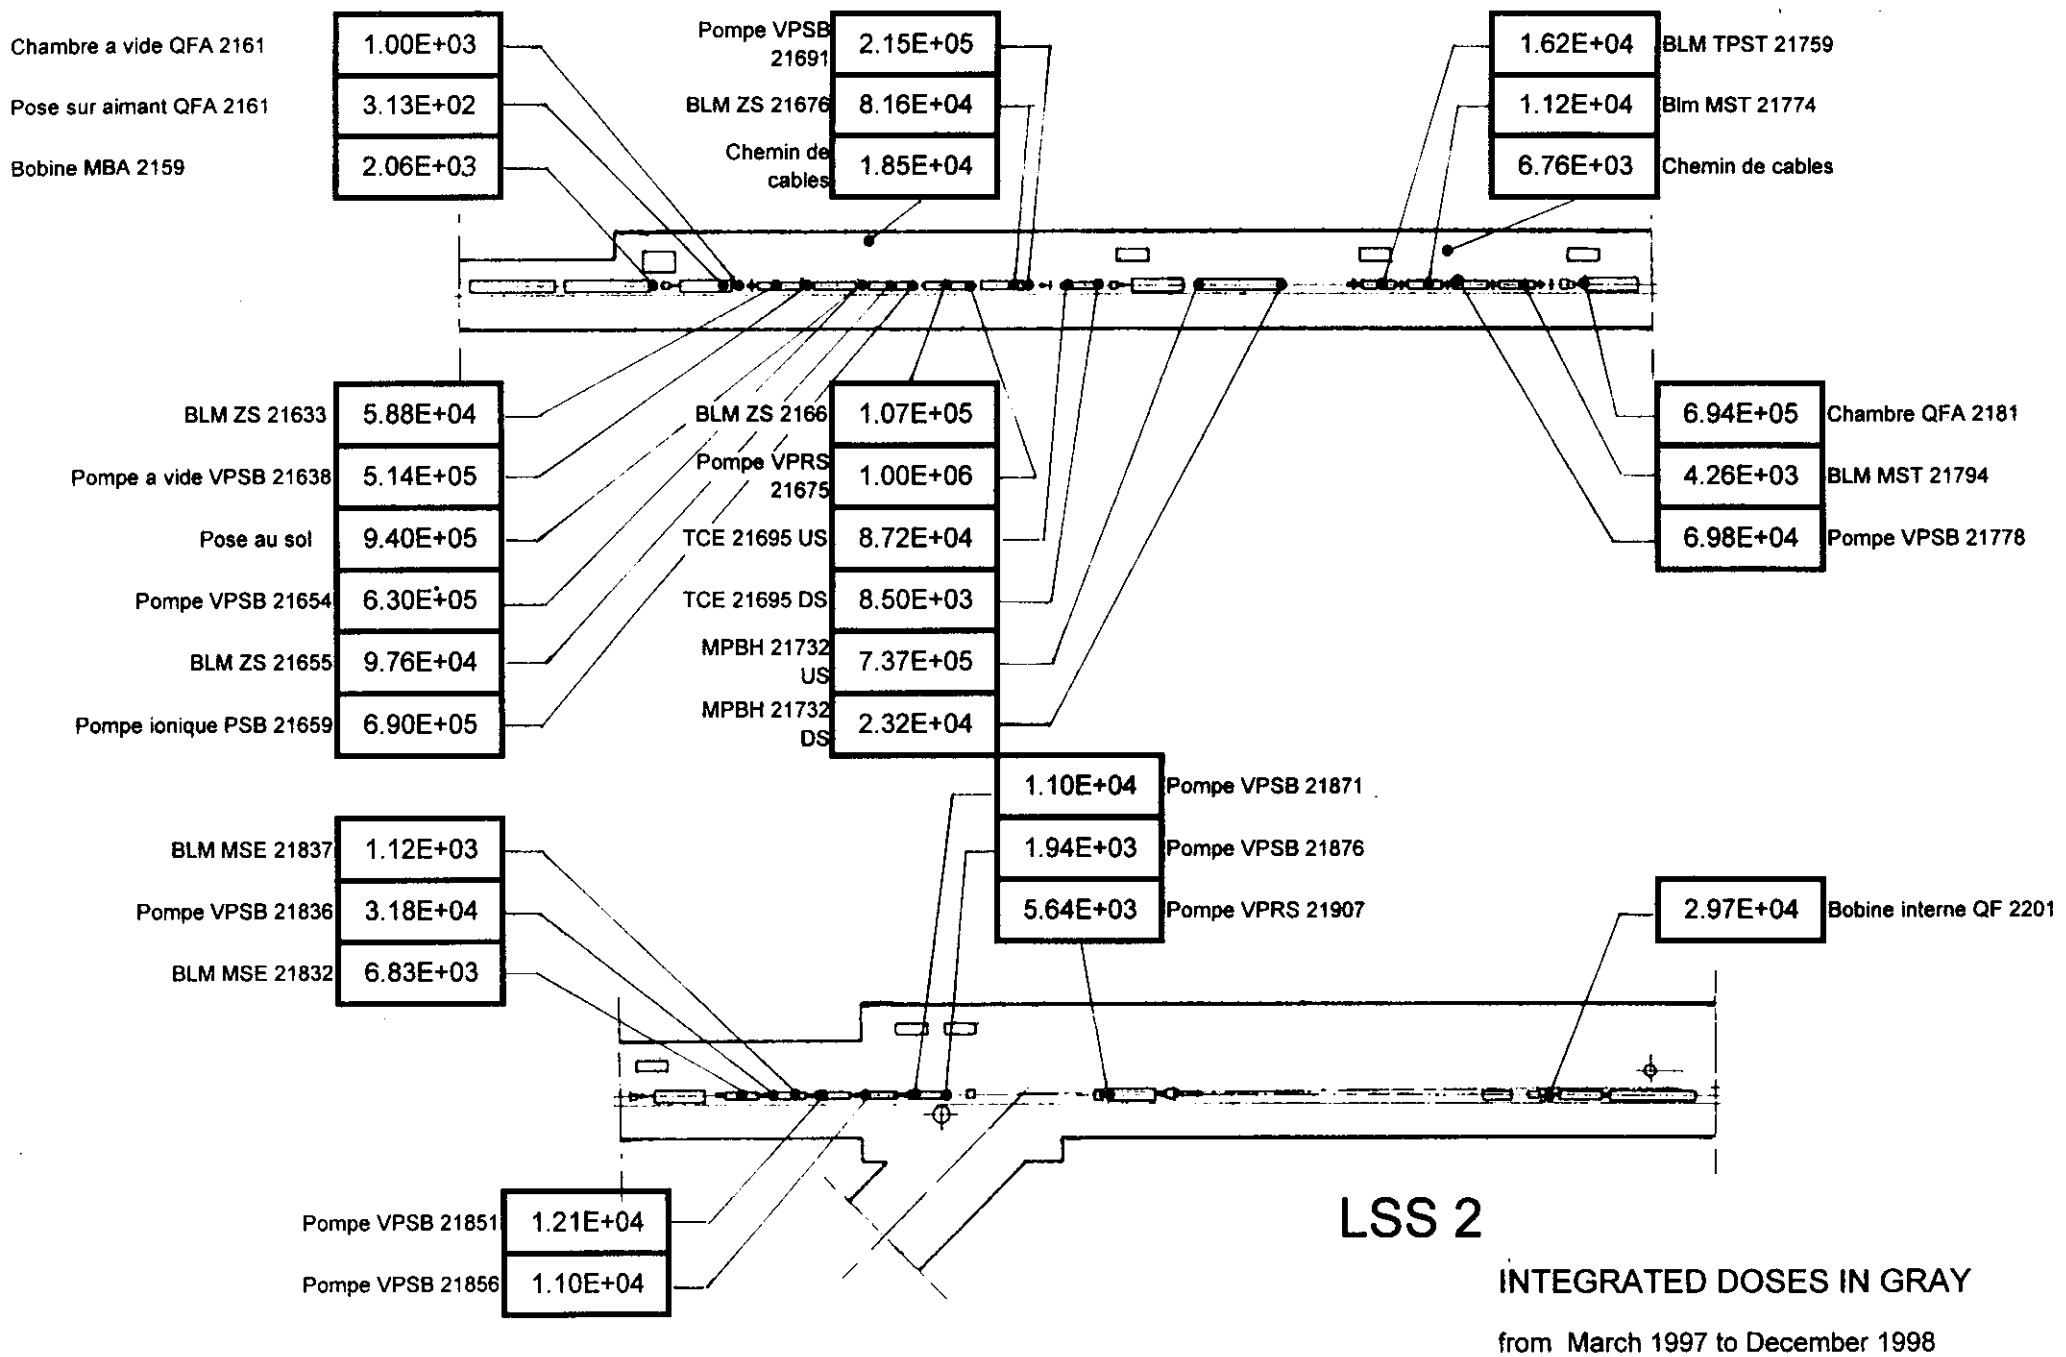 Chambre a vide QFA 2161
1.00E+03
Pose sur aimant QFA 2161
3.13E+02
Bobine MBA 2159
2.06E+03
Pompe VPSB
21691
2.15E+05
BLM ZS 21676
8.16E+04
Chemin de
cables
1.85E+04
1.62E+04
BLM TPST 21759
1.12E+04
Blm MST 21774
6.76E+03
Chemin de cables
BLM ZS 21633
5.88E+04
Pompe a vide VPSB 21638
5.14E+05
Pose au sol
9.40E+05
Pompe VPSB 21654
6.30E+05
BLM ZS 21655
9.76E+04
Pompe ionique PSB 21659
6.90E+05
BLM ZS 2166
1.07E+05
Pompe VPRS
21675
1.00E+06
TCE 21695 US
8.72E+04
TCE 21695 DS
8.50E+03
MPBH 21732
US
7.37E+05
MPBH 21732
DS
2.32E+04
6.94E+05
Chambre QFA 2181
4.26E+03
BLM MST 21794
6.98E+04
Pompe VPSB 21778
1.10E+04
Pompe VPSB 21871
1.94E+03
Pompe VPSB 21876
5.64E+03
Pompe VPRS 21907
BLM MSE 21837
1.12E+03
Pompe VPSB 21836
3.18E+04
BLM MSE 21832
6.83E+03
2.97E+04
Bobine interne QF 2201
Pompe VPSB 21851
1.21E+04
Pompe VPSB 21856
1.10E+04
LSS 2
INTEGRATED DOSES IN GRAY
from March 1997 to December 1998